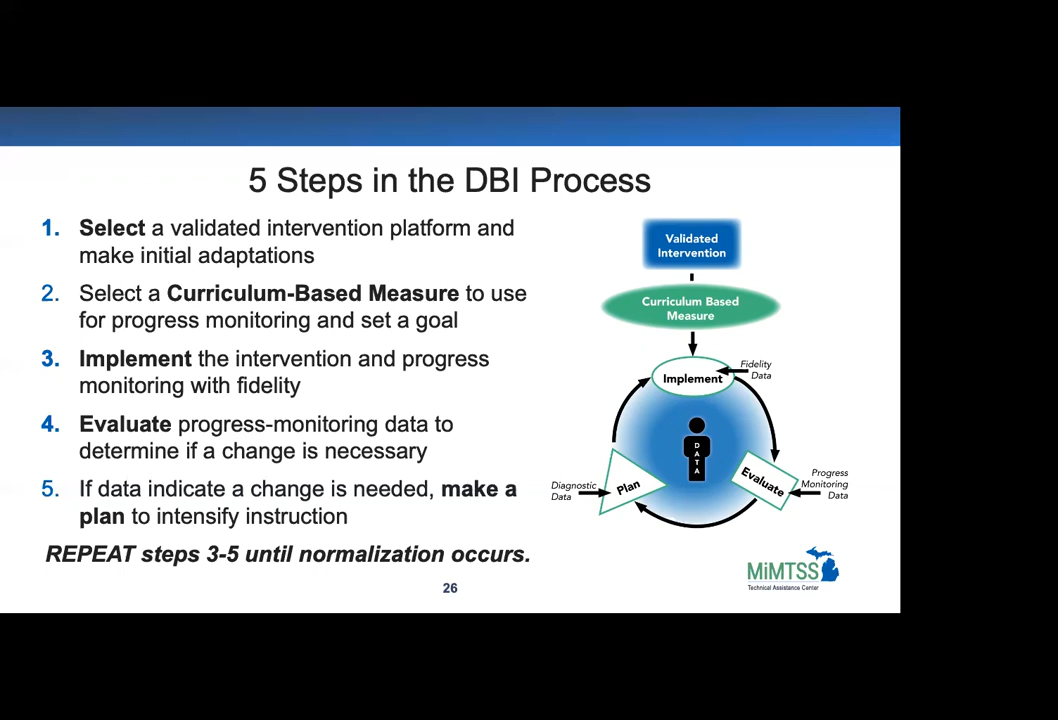 5 Steps in the DBI Process
1. Select a validated intervention platform and
make initial adaptations
2. Select a Curriculum-Based Measure to use
for progress monitoring and set a goal
3. Implement the intervention and progress
monitoring with fidelity
4. Evaluate progress-monitoring data to
determine if a change is necessary
5. If data indicate a change is needed, make a
plan to intensify instruction
REPEAT steps 3-5 until normalization occurs.
Validated
Intervention
Curriculum Based
Measure
Implement
Fidelity
Data
DATA
Evaluate
Progress
Monitoring
Data
Plan
Diagnostic
Data
MiMTSS
Technical Assistance Center
26